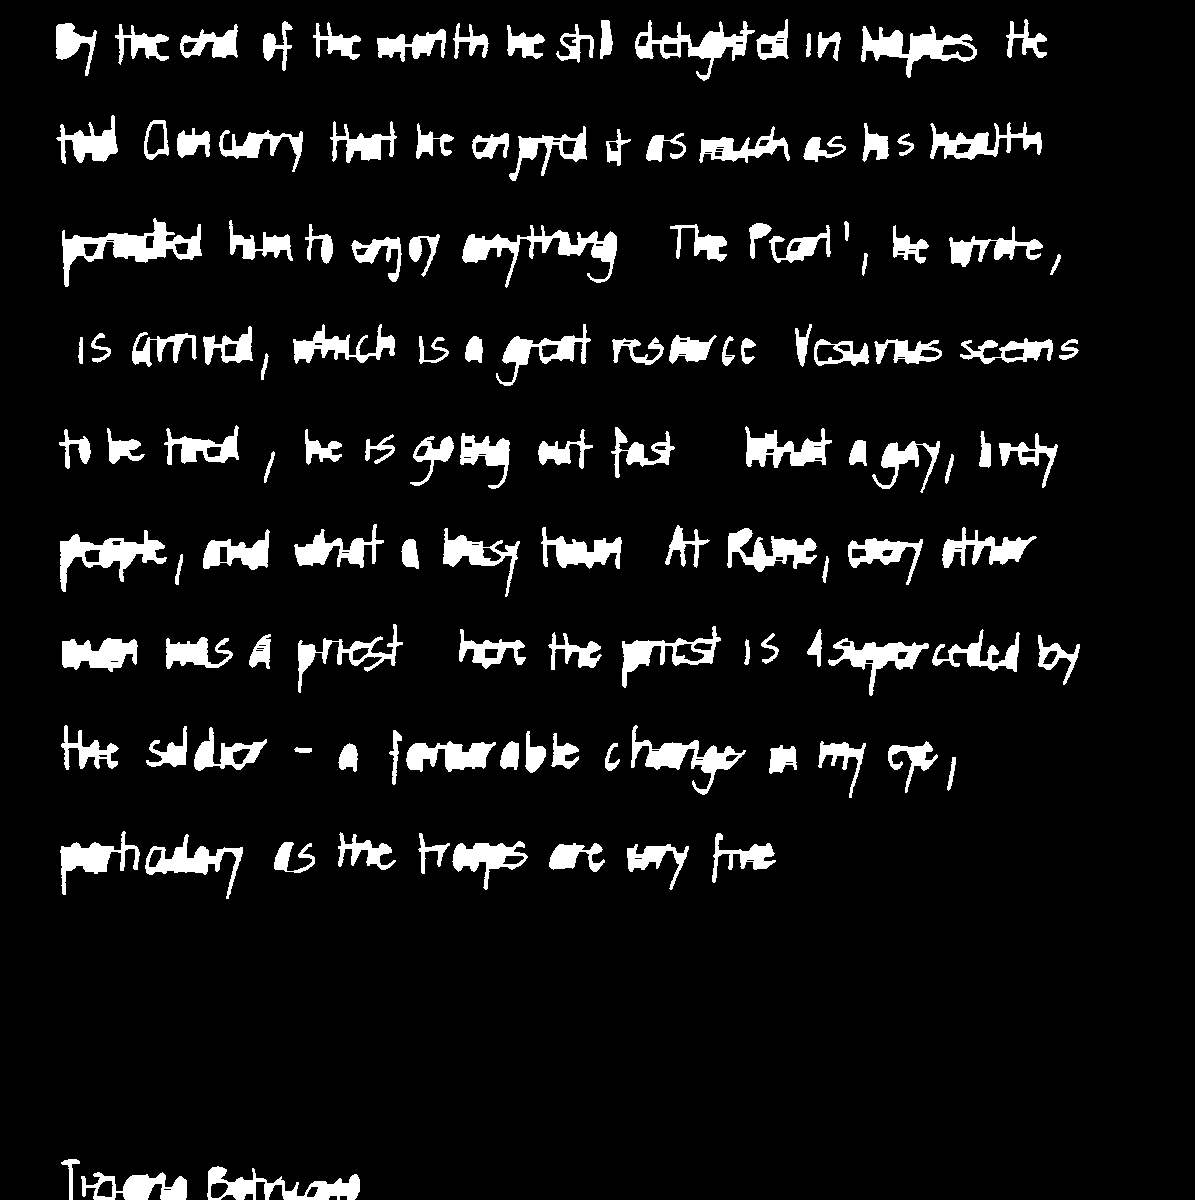 By the end of the month he still delighted in Naples He
told Duncurry that he enjoyed it as much as his health
permitted him to enjoy anything The Pearl', he wrote,
is arrived, which is a great resource Vesuvius seems
to be tired, he is going out fast What a gay, lively
people, and what a busy town At Rome, every other
man was a priest here the priest is superceded by
the soldier - a favourable change in my eye,
particularly as the troops are very fine